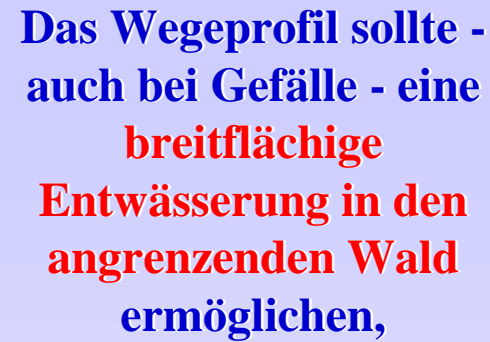 Das Wegeprofil sollte -
auch bei Gefälle - eine
breitflächige
Entwässerung in den
angrenzenden Wald
ermöglichen,